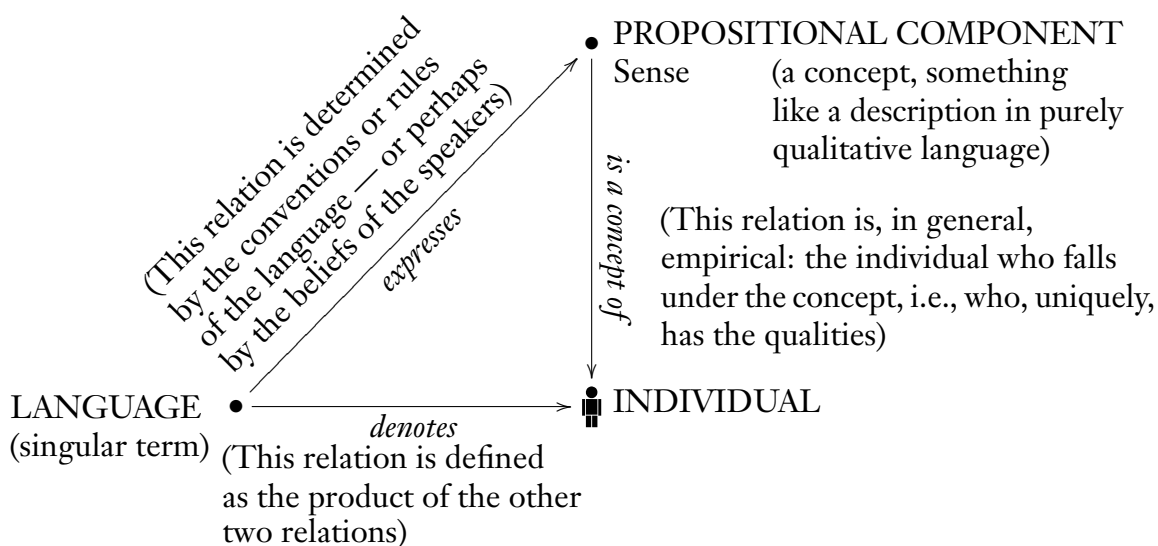 PROPOSITIONAL COMPONENT
Sense (a concept, something
like a description in purely
qualitative language)
(This relation is determined
by the conventions or rules
of the language — or perhaps
by the beliefs of the speakers)
expresses
is a concept of
(This relation is, in general,
empirical: the individual who falls
under the concept, i.e., who, uniquely,
has the qualities)
LANGUAGE
(singular term)
denotes
INDIVIDUAL
(This relation is defined
as the product of the other
two relations)